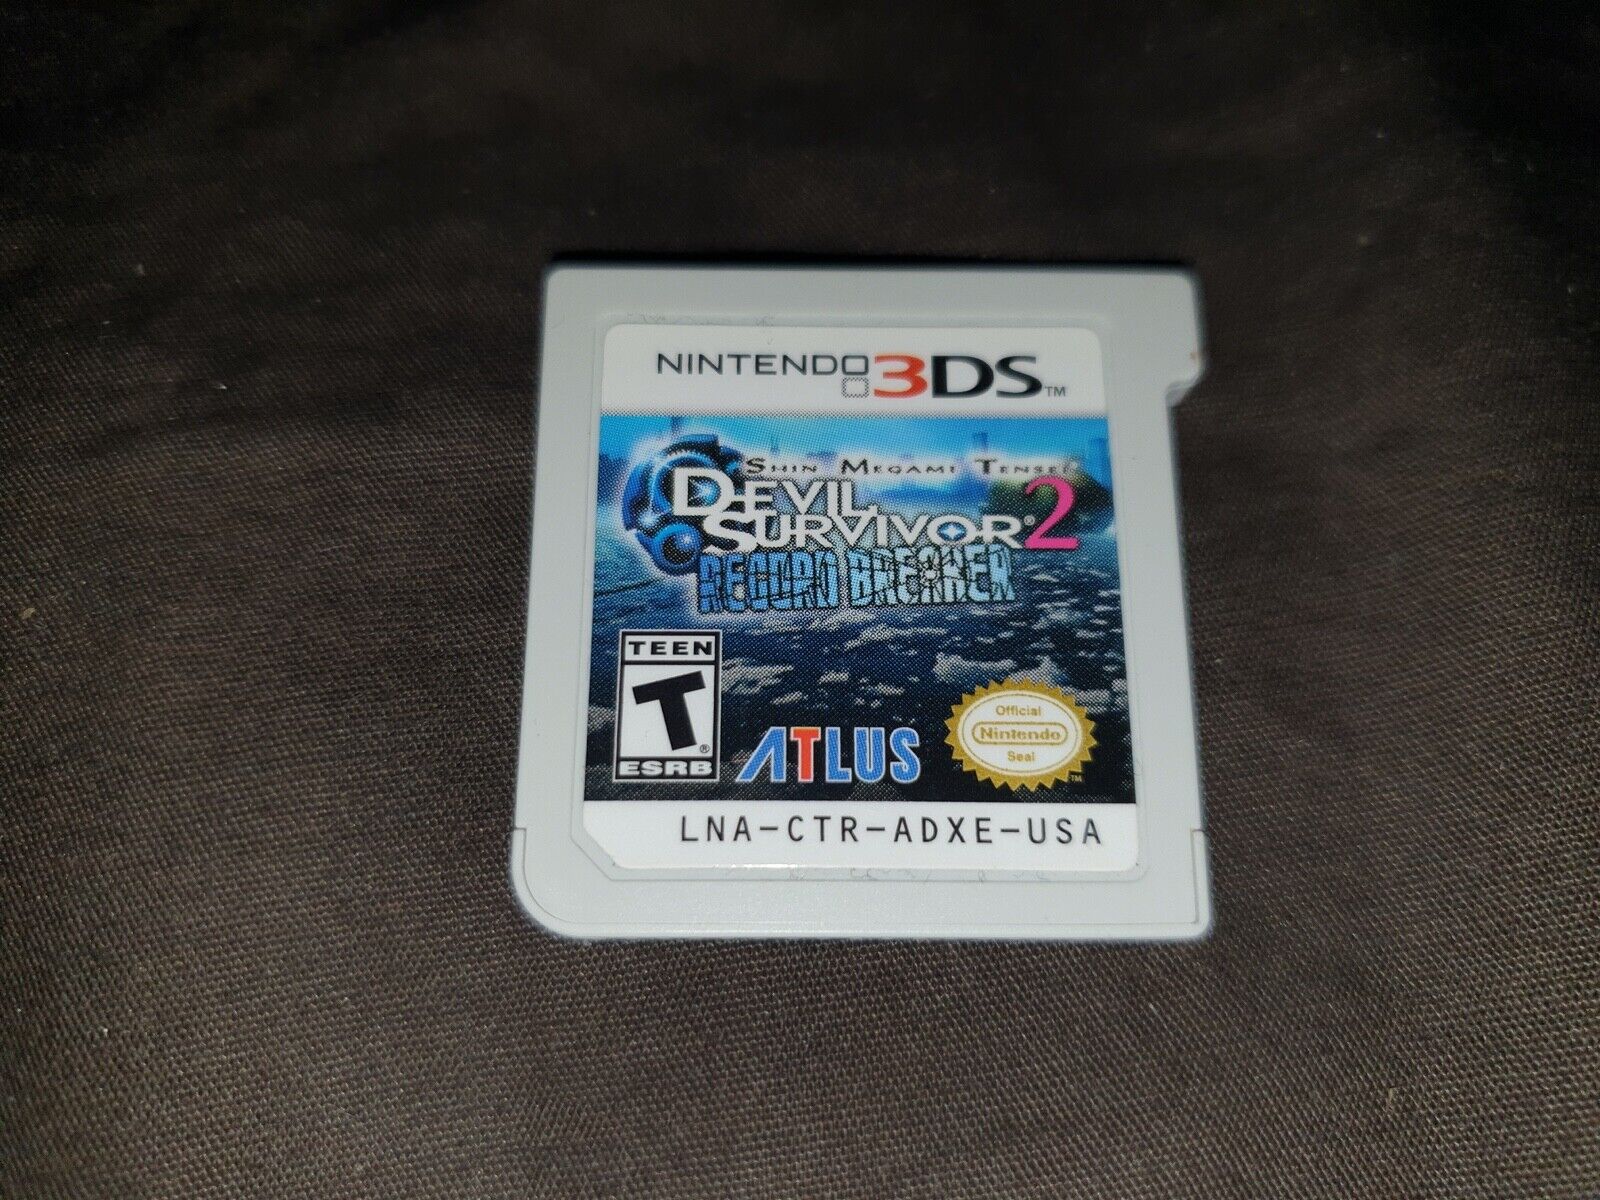 NINTENDO 3DS™
SHIN MEGAMI TENSEI
DEVIL
SURVIVOR® 2
RECORD BREAKER
TEEN
T®
ESRB
ATLUS
Official
Nintendo
Seal
TM
LNA-CTR-ADXE-USA